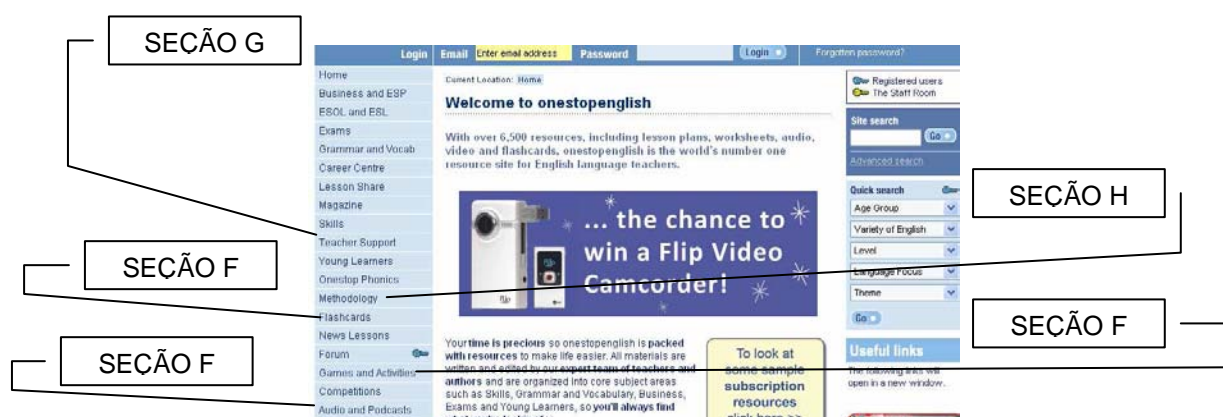 SEÇÃO G
SEÇÃO F
SEÇÃO F
Login Email Enter email address Password Login Forgotten password?
Home
Business and ESP
ESOL and ESL
Exams
Grammar and Vocab
Career Centre
Lesson Share
Magazine
Skills
Teacher Support
Young Learners
Onestop Phonics
Methodology
Flashcards
News Lessons
Forum
Games and Activities
Competitions
Audio and Podcasts
Current Location: Home
Welcome to onestopenglish
With over 6,500 resources, including lesson plans, worksheets, audio,
video and flashcards, onestopenglish is the world's number one
resource site for English language teachers.
... the chance to
win a Flip Video
Camcorder!
flip
Your time is precious so onestopenglish is packed
with resources to make life easier. All materials are
written and edited by our expert team of teachers and
authors and are organized into core subject areas
such as Skills, Grammar and Vocabulary, Business,
Exams and Young Learners, so you'll always find
To look at
some sample
subscription
resources
click here >>
Registered users
The Staff Room
Site search
Go
Advanced search
Quick search
Age Group
Variety of English
Level
Language Focus
Theme
Go
Useful links
The following links will
open in a new window.
SEÇÃO H
SEÇÃO F